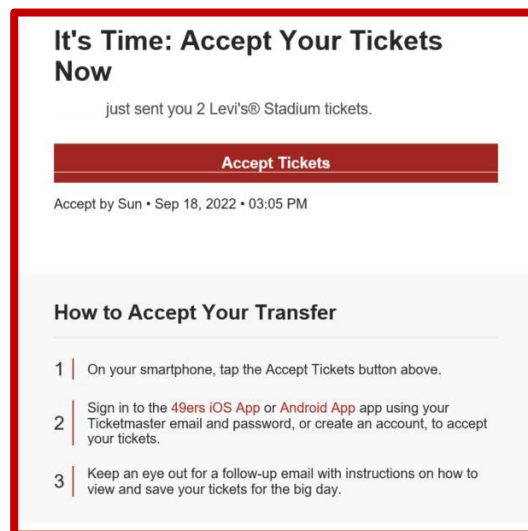 It's Time: Accept Your Tickets
Now
just sent you 2 Levi's® Stadium tickets.
Accept Tickets
Accept by Sun • Sep 18, 2022 • 03:05 PM
How to Accept Your Transfer
1 On your smartphone, tap the Accept Tickets button above.
2 Sign in to the 49ers iOS App or Android App app using your
Ticketmaster email and password, or create an account, to accept
your tickets.
3 Keep an eye out for a follow-up email with instructions on how to
view and save your tickets for the big day.